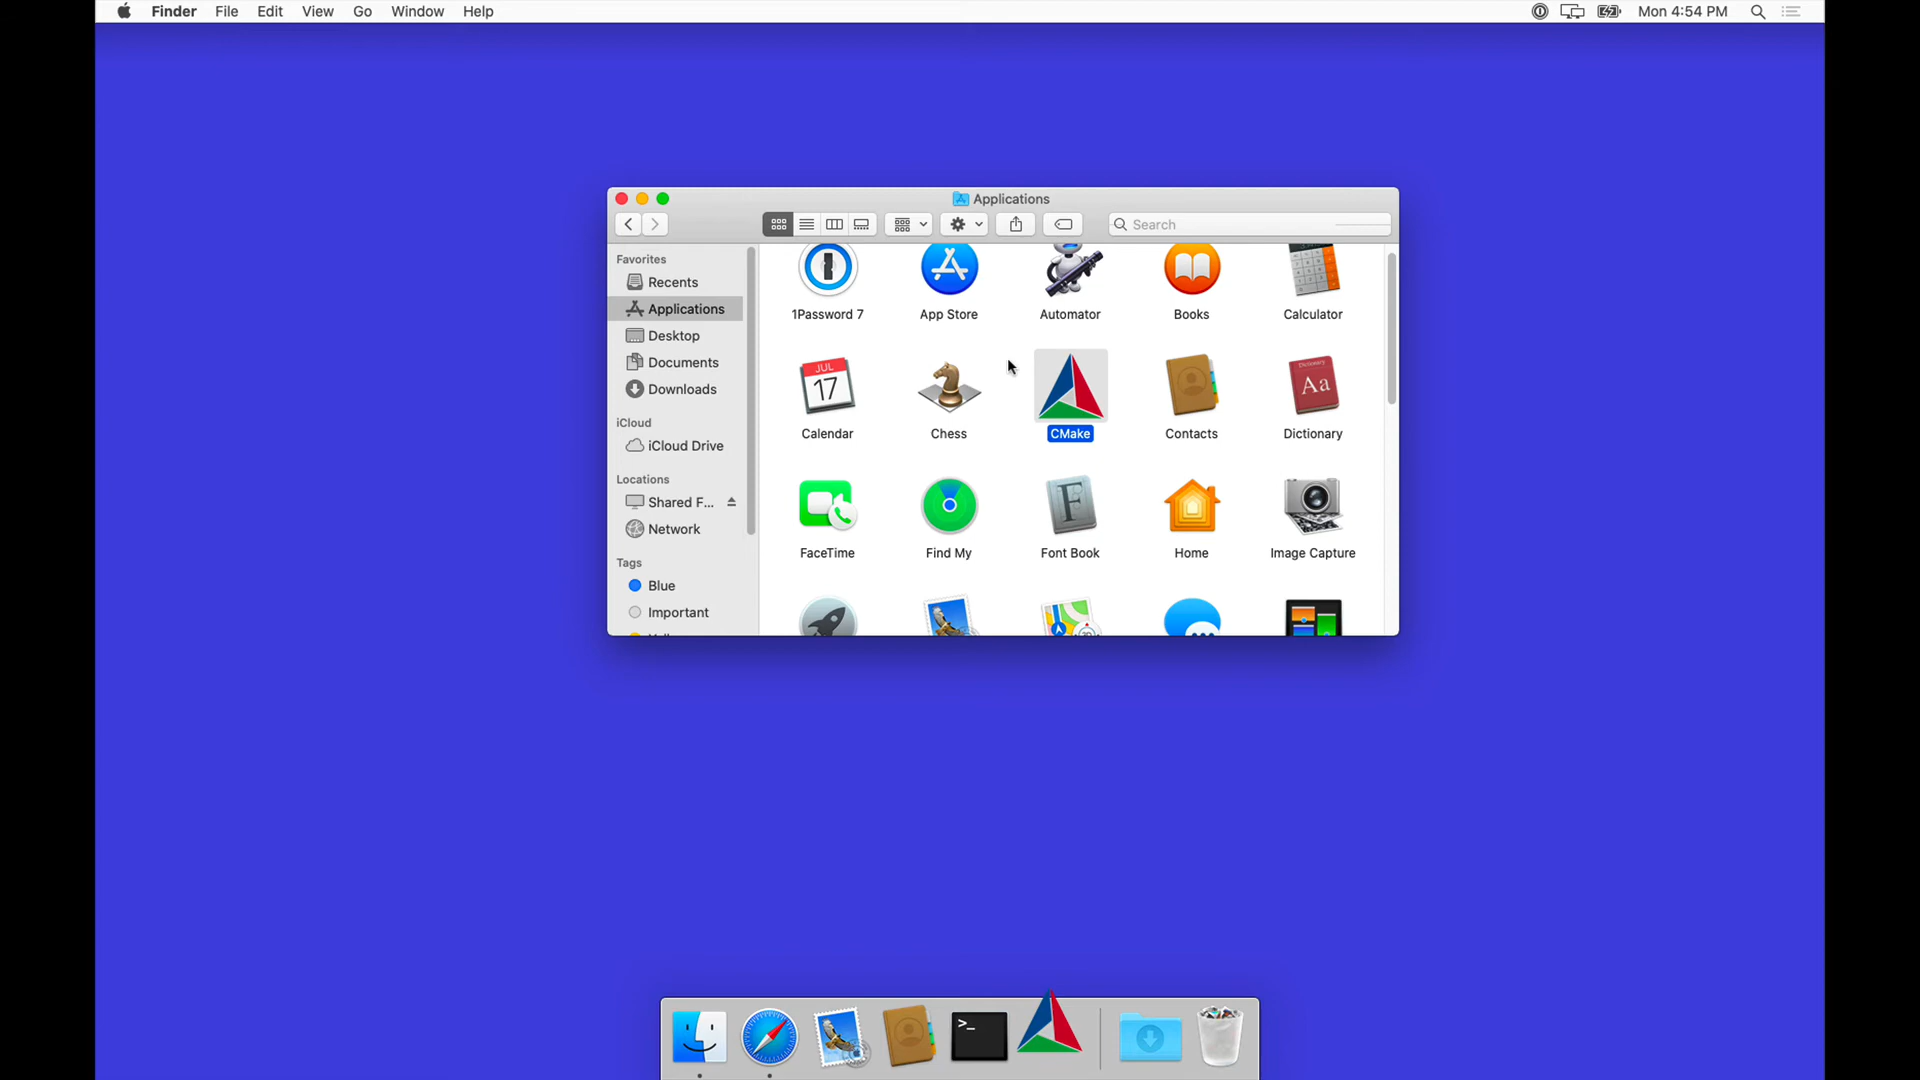 Finder File Edit View Go Window Help Mon 4:54 PM
Applications
Search
Favorites
Recents
Applications
Desktop
Documents
Downloads
iCloud
iCloud Drive
Locations
Shared F...
Network
Tags
Blue
Important
1Password 7 App Store Automator Books Calculator
JUL
17
Dictionary
Aa
Calendar Chess CMake Contacts Dictionary
F
FaceTime Find My Font Book Home Image Capture
>_